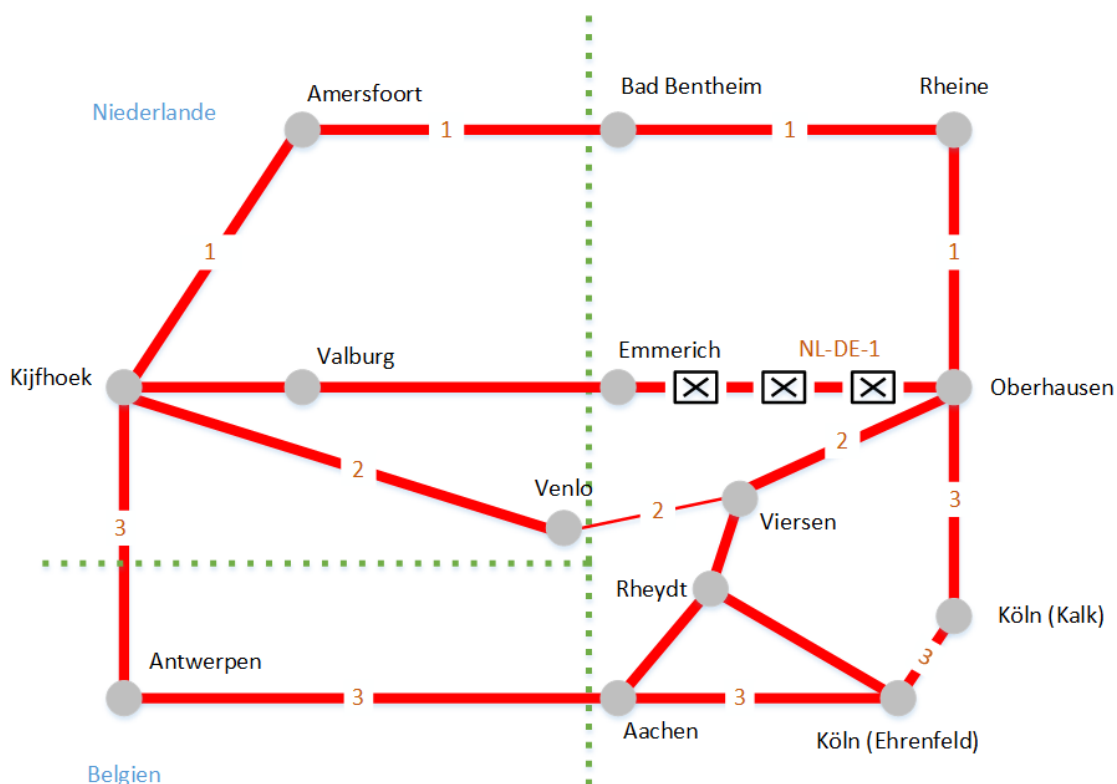 Niederlande
Amersfoort
Bad Bentheim
Rheine
1
1
1
1
Kijfhoek
Valburg
Emmerich
NL-DE-1
Oberhausen
2
2
Venlo
2
Viersen
3
3
Rheydt
Köln (Kalk)
3
Antwerpen
3
3
Aachen
Köln (Ehrenfeld)
Belgien